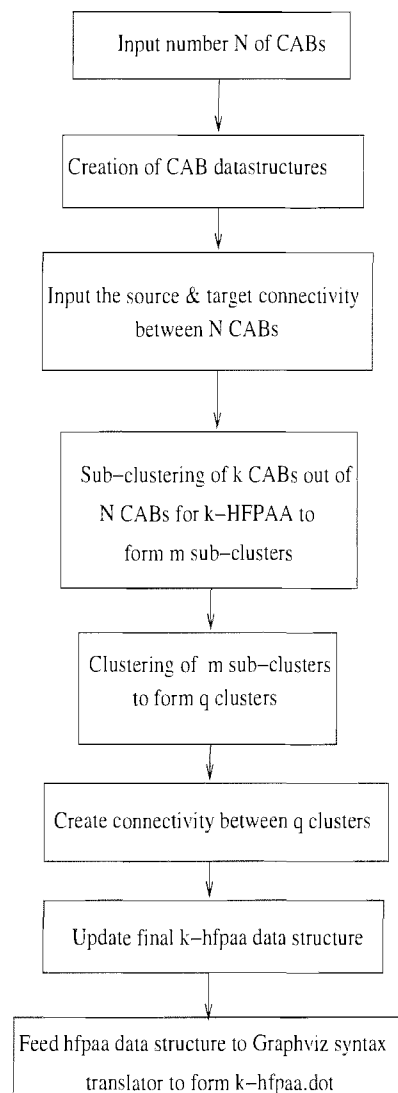 Input number N of CABs
Creation of CAB datastructures
Input the source & target connectivity
between N CABs
Sub-clustering of k CABs out of
N CABs for k-HFPAA to
form m sub-clusters
Clustering of m sub-clusters
to form q clusters
Create connectivity between q clusters
Update final k-hfpaa data structure
Feed hfpaa data structure to Graphviz syntax
translator to form k-hfpaa.dot